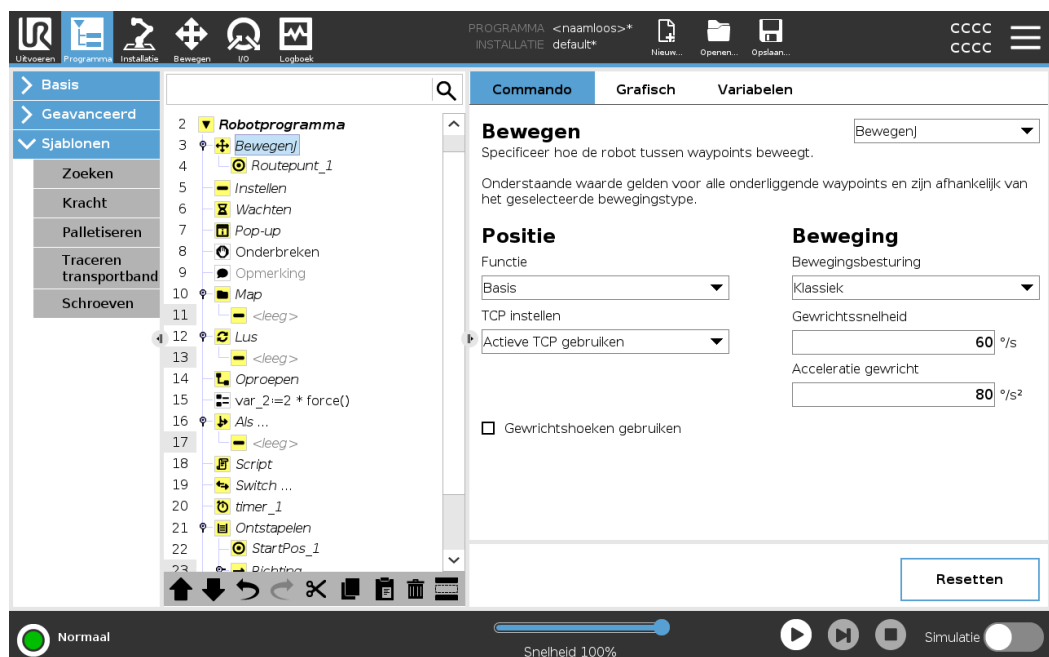 PROGRAMMA <naamloos>*
INSTALLATIE default*
CCCC
CCCC
Uitvoeren Programma Installatie Bewegen I/O Logboek
Nieuw... Openen... Opslaan...
Basis
Geavanceerd
Sjablonen
Zoeken
Kracht
Palletiseren
Traceren
transportband
Schroeven
2 Robotprogramma
3 BewegenJ
4 Routepunt_1
5 Instellen
6 Wachten
7 Pop-up
8 Onderbreken
9 Opmerking
10 Map
11 <leeg>
12 Lus
13 <leeg>
14 Oproepen
15 var_2:=2 * force()
16 Als ...
17 <leeg>
18 Script
19 Switch ...
20 timer_1
21 Ontstapelen
22 StartPos_1
23 Richting
Commando Grafisch Variabelen
Bewegen
BewegenJ
Specificeer hoe de robot tussen waypoints beweegt.
Onderstaande waarde gelden voor alle onderliggende waypoints en zijn afhankelijk van
het geselecteerde bewegingstype.
Positie
Functie
Basis
TCP instellen
Actieve TCP gebruiken
Gewrichtshoeken gebruiken
Beweging
Bewegingsbesturing
Klassiek
Gewrichtssnelheid
60 °/s
Acceleratie gewricht
80 °/s²
Resetten
Normaal
Snelheid 100%
Simulatie